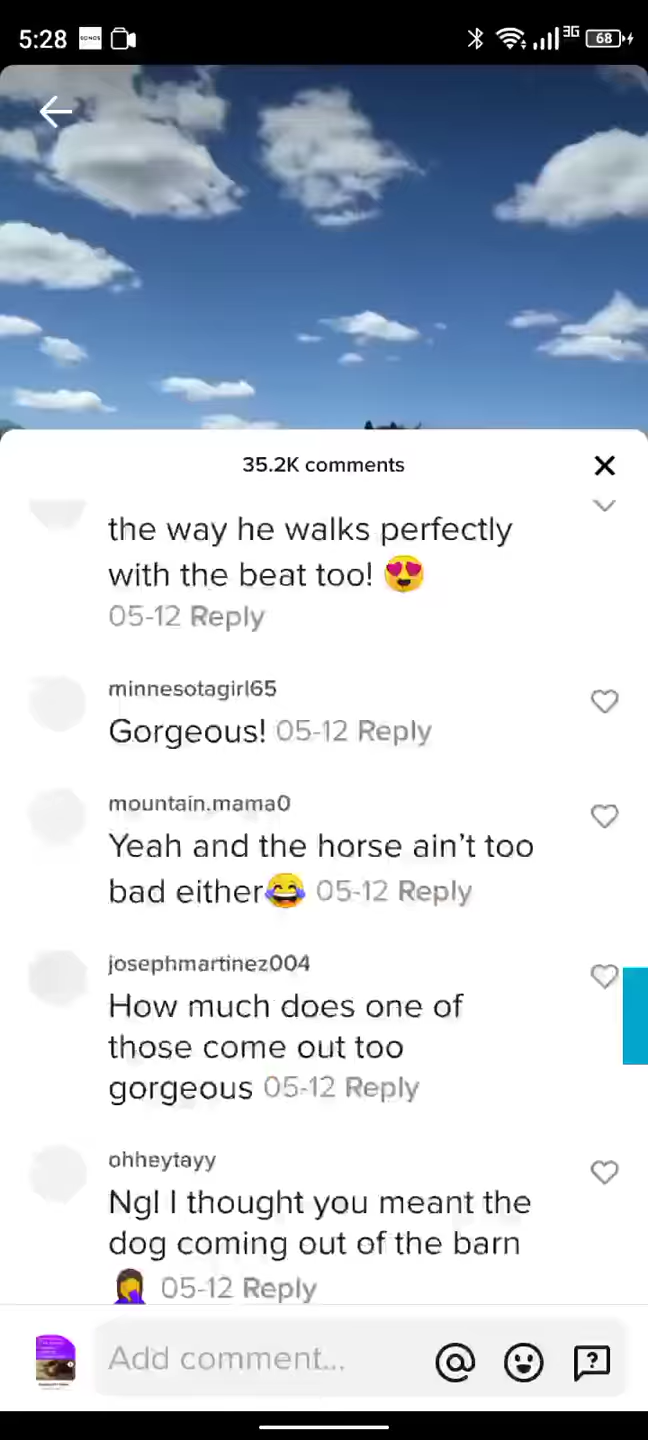 5:28 SONOS 3G 68
35.2K comments
the way he walks perfectly
with the beat too! 😍
05-12 Reply
minnesotagirl65
Gorgeous! 05-12 Reply
mountain.mama0
Yeah and the horse ain't too
bad either😂 05-12 Reply
josephmartinez004
How much does one of
those come out too
gorgeous 05-12 Reply
ohheytayy
Ngl I thought you meant the
dog coming out of the barn
🤦‍♀️ 05-12 Reply
Add comment...